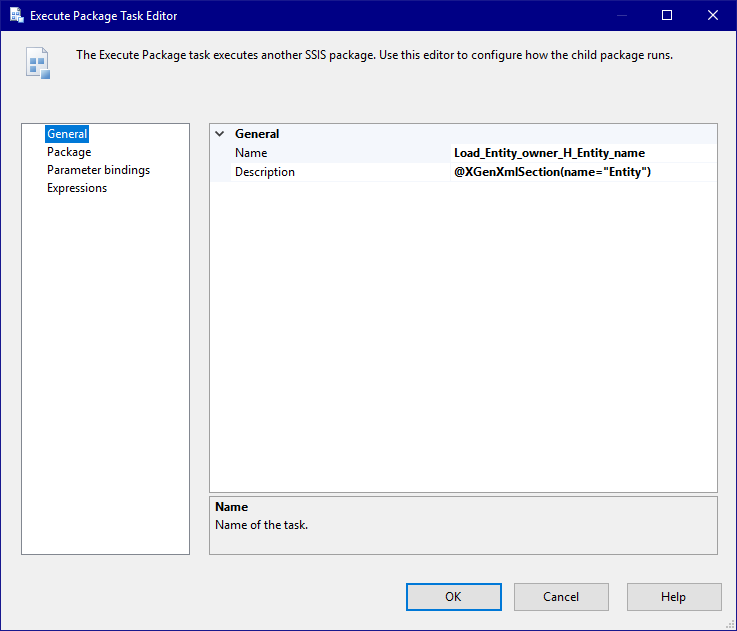 Execute Package Task Editor
The Execute Package task executes another SSIS package. Use this editor to configure how the child package runs.
General
Package
Parameter bindings
Expressions
General
Name Load_Entity_owner_H_Entity_name
Description @XGenXmlSection(name="Entity")
Name
Name of the task.
OK Cancel Help